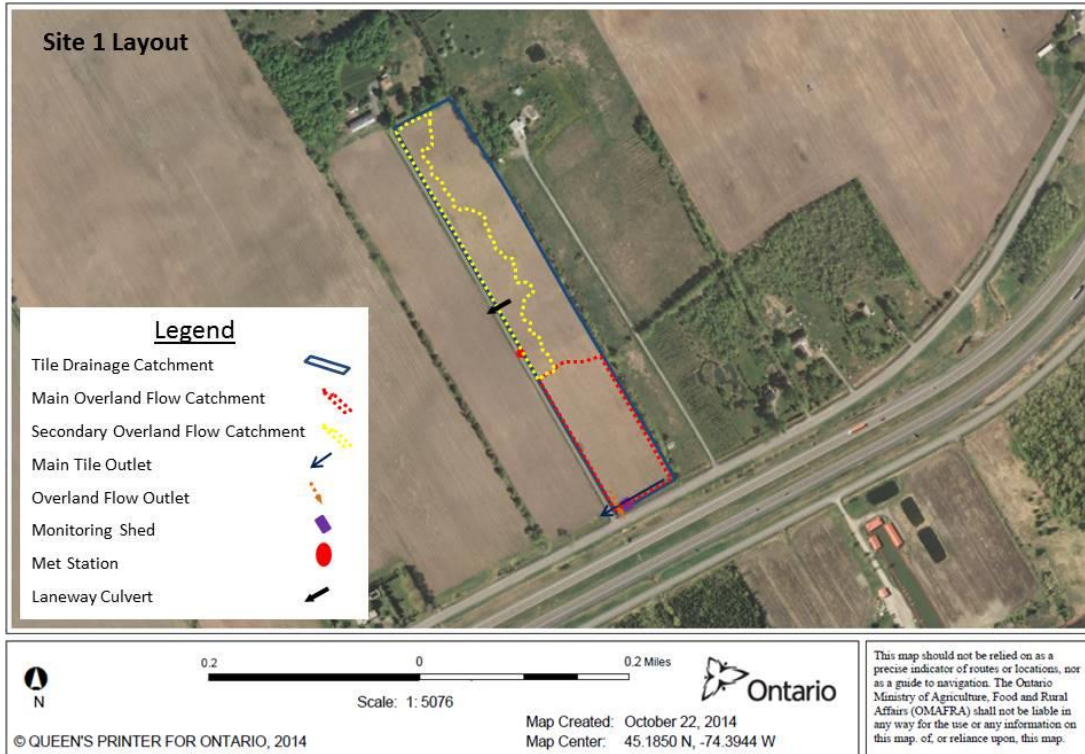 Site 1 Layout
Legend
Tile Drainage Catchment
Main Overland Flow Catchment
Secondary Overland Flow Catchment
Main Tile Outlet
Overland Flow Outlet
Monitoring Shed
Met Station
Laneway Culvert
N
0.2 0 0.2 Miles
Scale: 1: 5076
Ontario
© QUEEN'S PRINTER FOR ONTARIO, 2014
Map Created: October 22, 2014
Map Center: 45.1850 N, -74.3944 W
This map should not be relied on as a
precise indicator of routes or locations, nor
as a guide to navigation. The Ontario
Ministry of Agriculture, Food and Rural
Affairs (OMAFRA) shall not be liable in
any way for the use or any information on
this map. of, or reliance upon, this map.